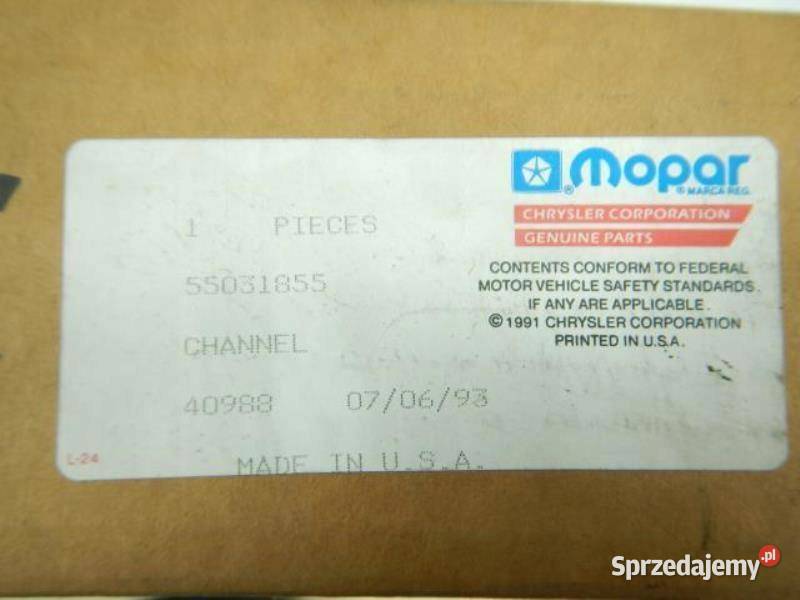 Mopar
® ® MARCA REG.
CHRYSLER CORPORATION
GENUINE PARTS
CONTENTS CONFORM TO FEDERAL
MOTOR VEHICLE SAFETY STANDARDS.
IF ANY ARE APPLICABLE.
© 1991 CHRYSLER CORPORATION
PRINTED IN U.S.A.
1 PIECES
55031855
CHANNEL
40988 07/06/93
L-24
MADE IN U.S.A.
Sprzedajemy.pl